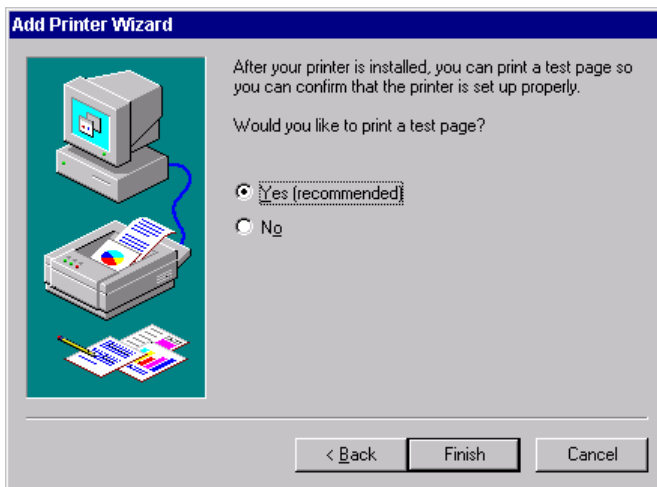 Add Printer Wizard
After your printer is installed, you can print a test page so
you can confirm that the printer is set up properly.
Would you like to print a test page?
Yes (recommended)
No
< Back
Finish
Cancel